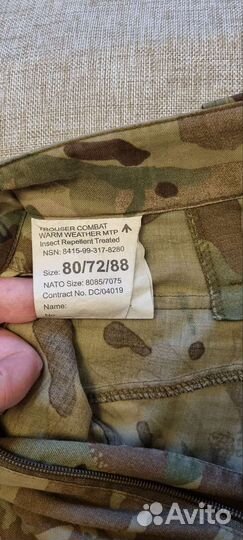 TROUSER COMBAT
WARM WEATHER MTP
Insect Repellent Treated
NSN: 8415-99-317-8280
Size: 80/72/88
NATO Size: 8085/7075
Contract No. DC/04019
Name:
Avito